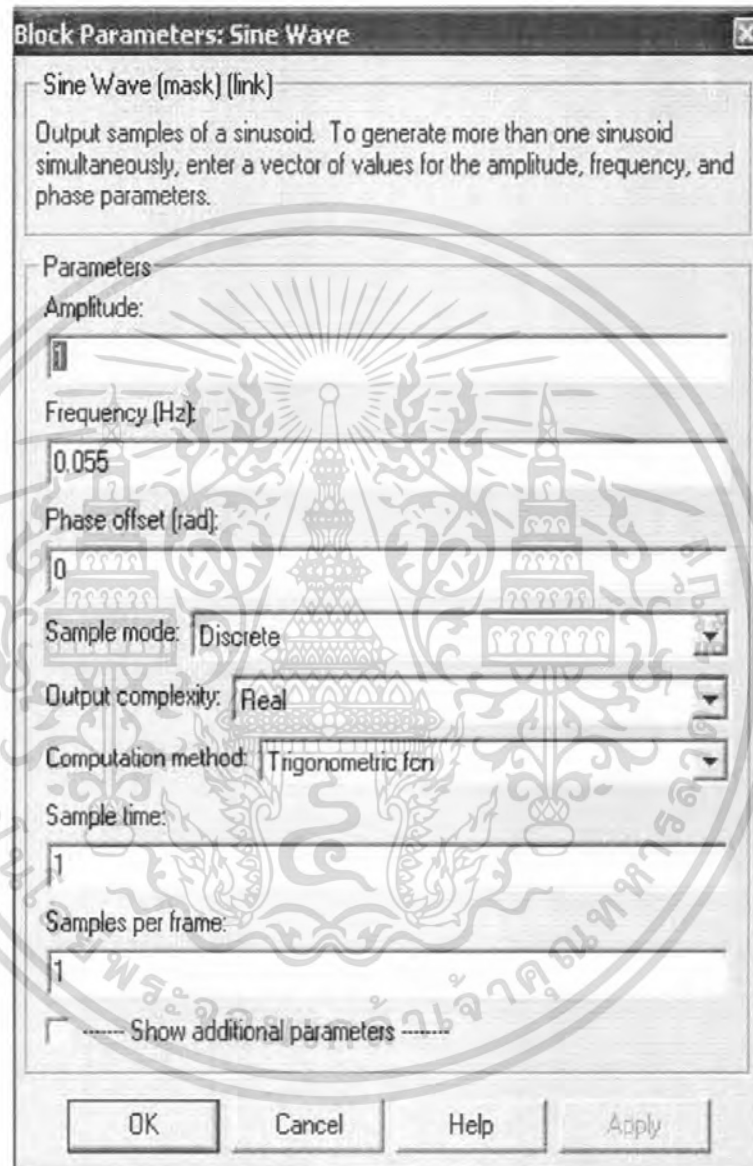 Block Parameters: Sine Wave
Sine Wave (mask) (link)
Output samples of a sinusoid. To generate more than one sinusoid
simultaneously, enter a vector of values for the amplitude, frequency, and
phase parameters.
Parameters
Amplitude:
1
Frequency (Hz):
0.055
Phase offset (rad):
0
Sample mode: Discrete
Output complexity: Real
Computation method: Trigonometric fcn
Sample time:
1
Samples per frame:
1
------ Show additional parameters -------
OK Cancel Help Apply